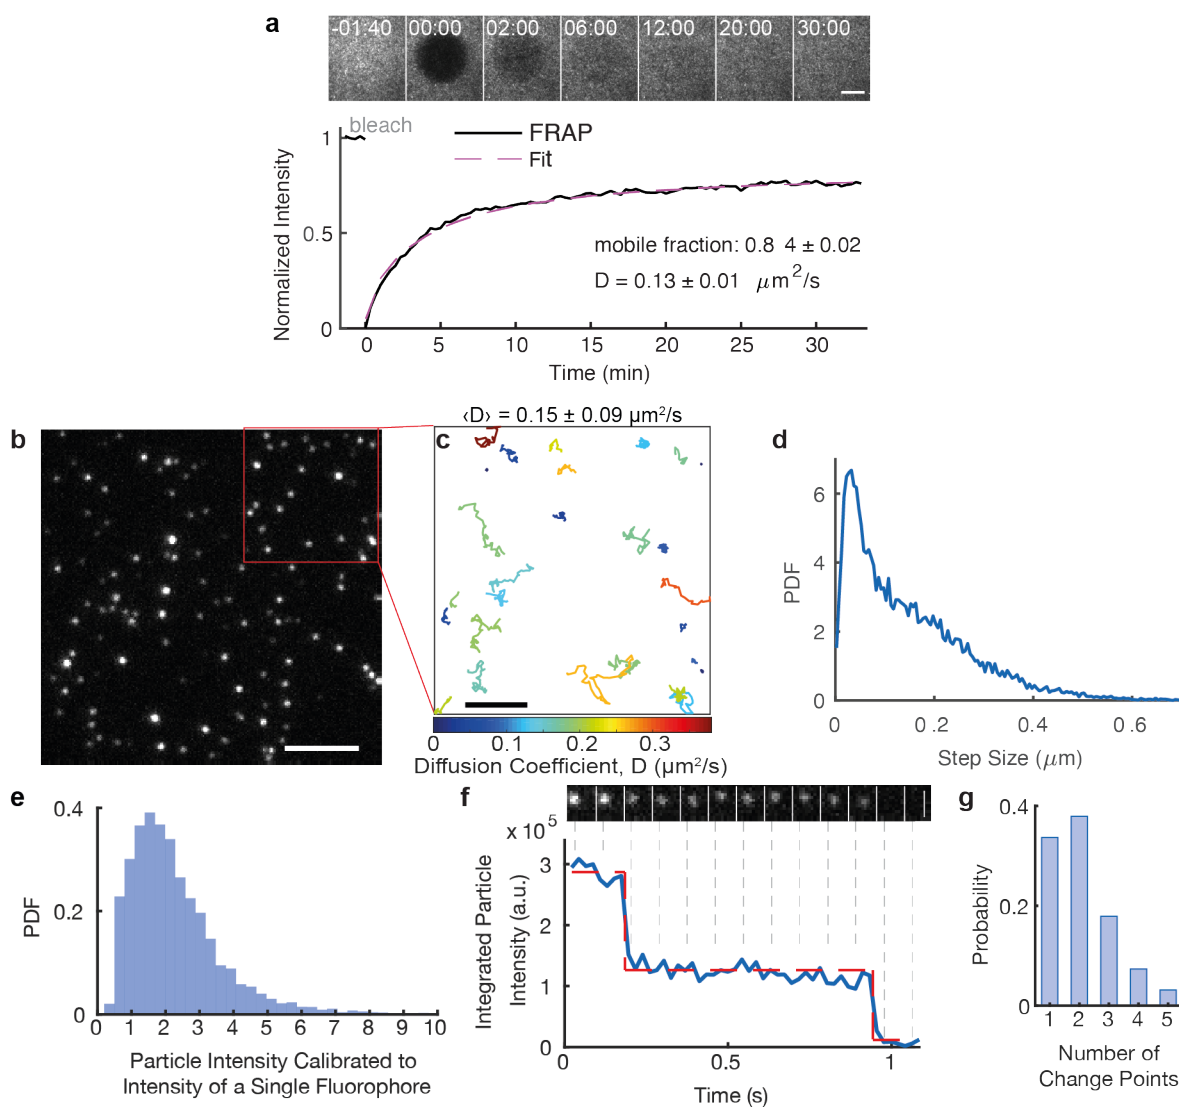 a
-01:40 00:00 02:00 06:00 12:00 20:00 30:00
bleach
FRAP
Fit
1
0.5
0
Normalized Intensity
mobile fraction: 0.8 4 ± 0.02
D = 0.13 ± 0.01 μm²/s
0 5 10 15 20 25 30
Time (min)
b
‹D› = 0.15 ± 0.09 µm²/s
c
0 0.1 0.2 0.3
Diffusion Coefficient, D (µm²/s)
d
6
4
2
0
PDF
0 0.2 0.4 0.6
Step Size (μm)
e
0.4
0.2
0
PDF
0 1 2 3 4 5 6 7 8 9 10
Particle Intensity Calibrated to
Intensity of a Single Fluorophore
f
x 10⁵
3
2
1
0
Integrated Particle
Intensity (a.u.)
0 0.5 1
Time (s)
g
0.4
0.2
0
Probability
1 2 3 4 5
Number of
Change Points